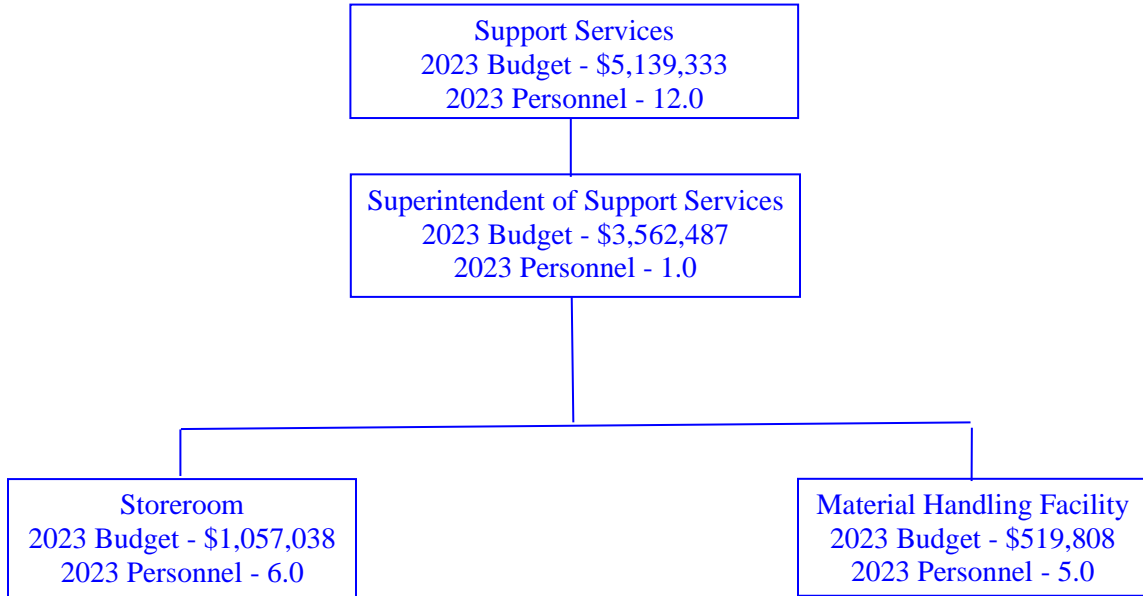 Support Services
2023 Budget - $5,139,333
2023 Personnel - 12.0
Superintendent of Support Services
2023 Budget - $3,562,487
2023 Personnel - 1.0
Storeroom
2023 Budget - $1,057,038
2023 Personnel - 6.0
Material Handling Facility
2023 Budget - $519,808
2023 Personnel - 5.0